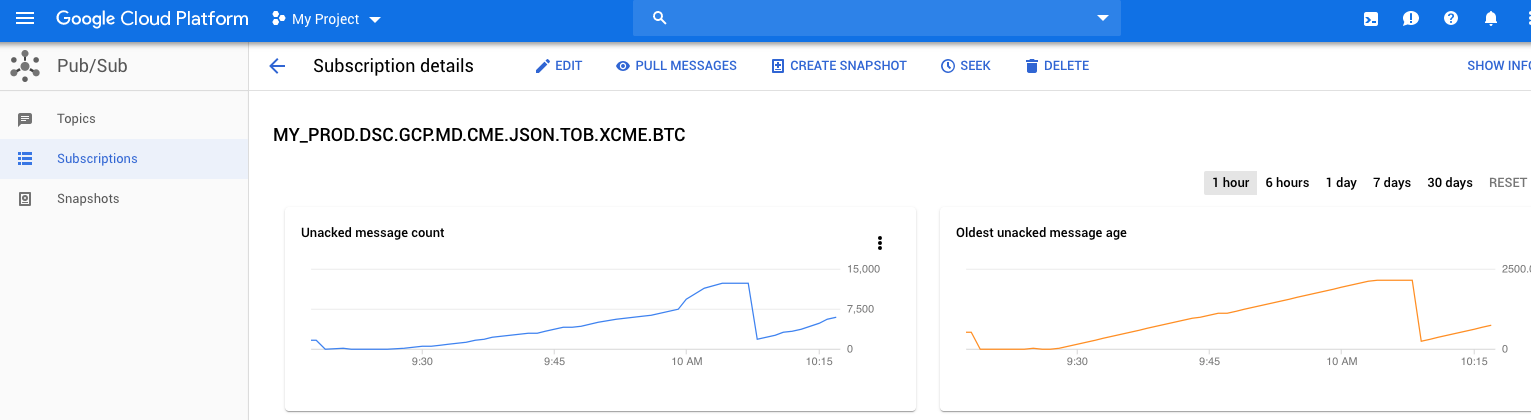 Google Cloud Platform My Project
Pub/Sub
Subscription details EDIT PULL MESSAGES CREATE SNAPSHOT SEEK DELETE SHOW INFO
Topics
Subscriptions
Snapshots
MY_PROD.DSC.GCP.MD.CME.JSON.TOB.XCME.BTC
1 hour 6 hours 1 day 7 days 30 days RESET
Unacked message count
15,000
7,500
0
9:30 9:45 10 AM 10:15
Oldest unacked message age
2500.0
0
9:30 9:45 10 AM 10:15